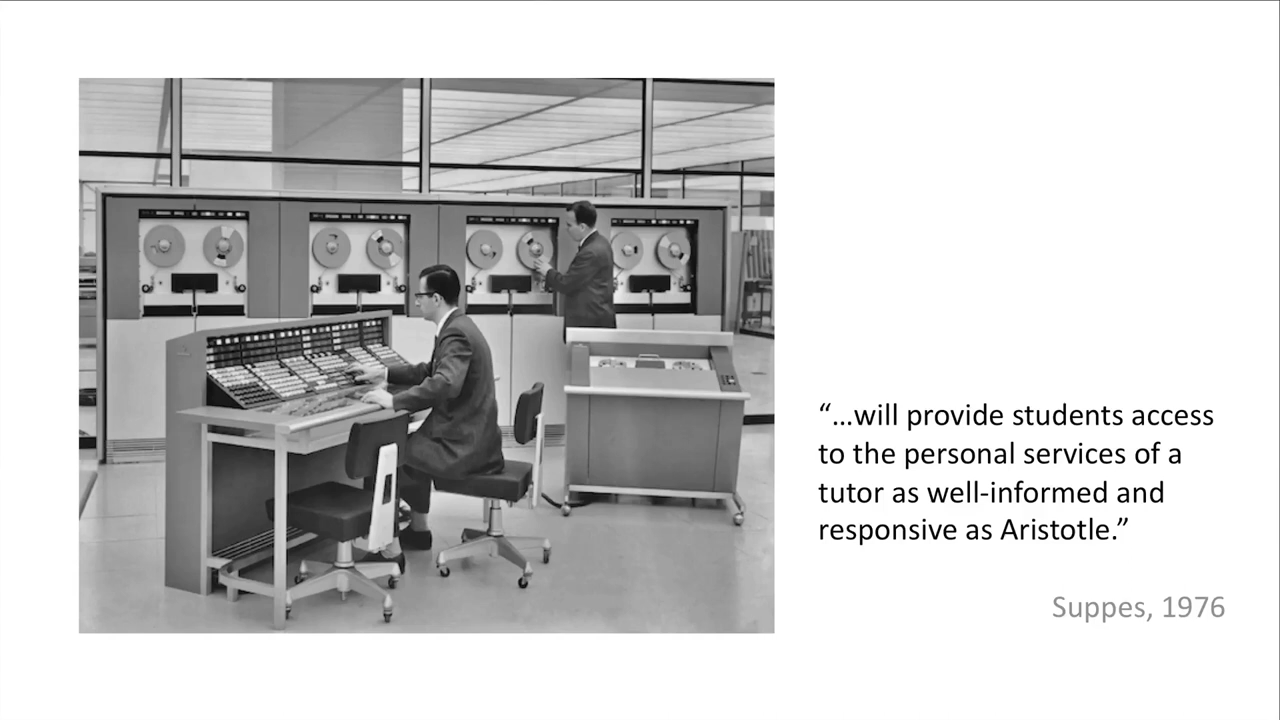 “…will provide students access
to the personal services of a
tutor as well-informed and
responsive as Aristotle.”
Suppes, 1976